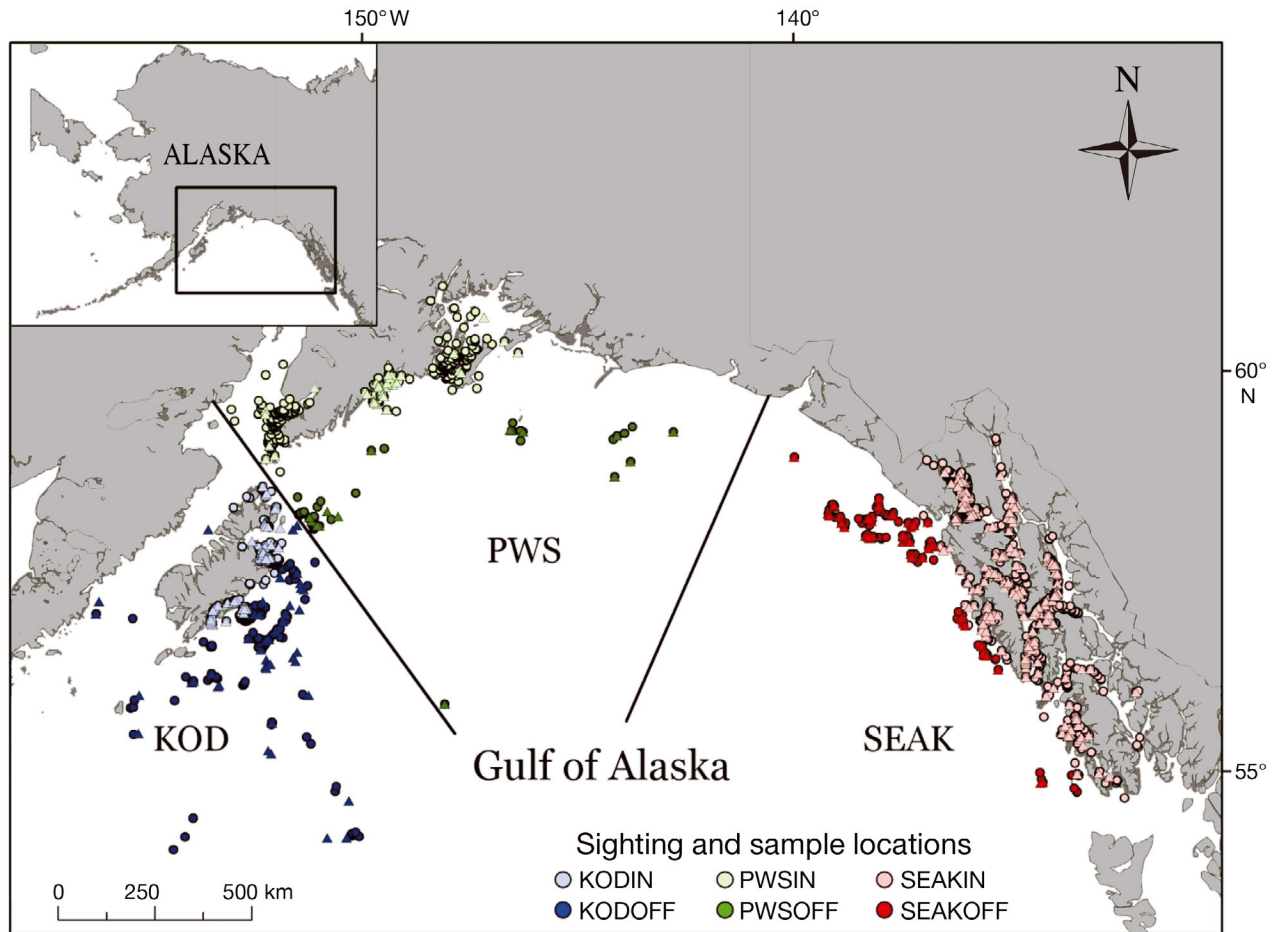 150°W 140°
N
ALASKA
60°
N
PWS
KOD
SEAK
Gulf of Alaska
55°
Sighting and sample locations
0 250 500 km
KODIN PWSIN SEAKIN
KODOFF PWSOFF SEAKOFF